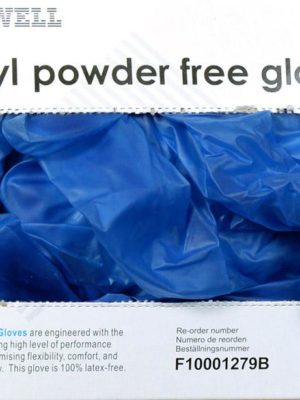 WELL
yl powder free glo
Gloves are engineered with the
ng high level of performance
mising flexibility, comfort, and
y. This glove is 100% latex-free.
Re-order number
Numero de reorden
Beställningsnummer
F10001279B